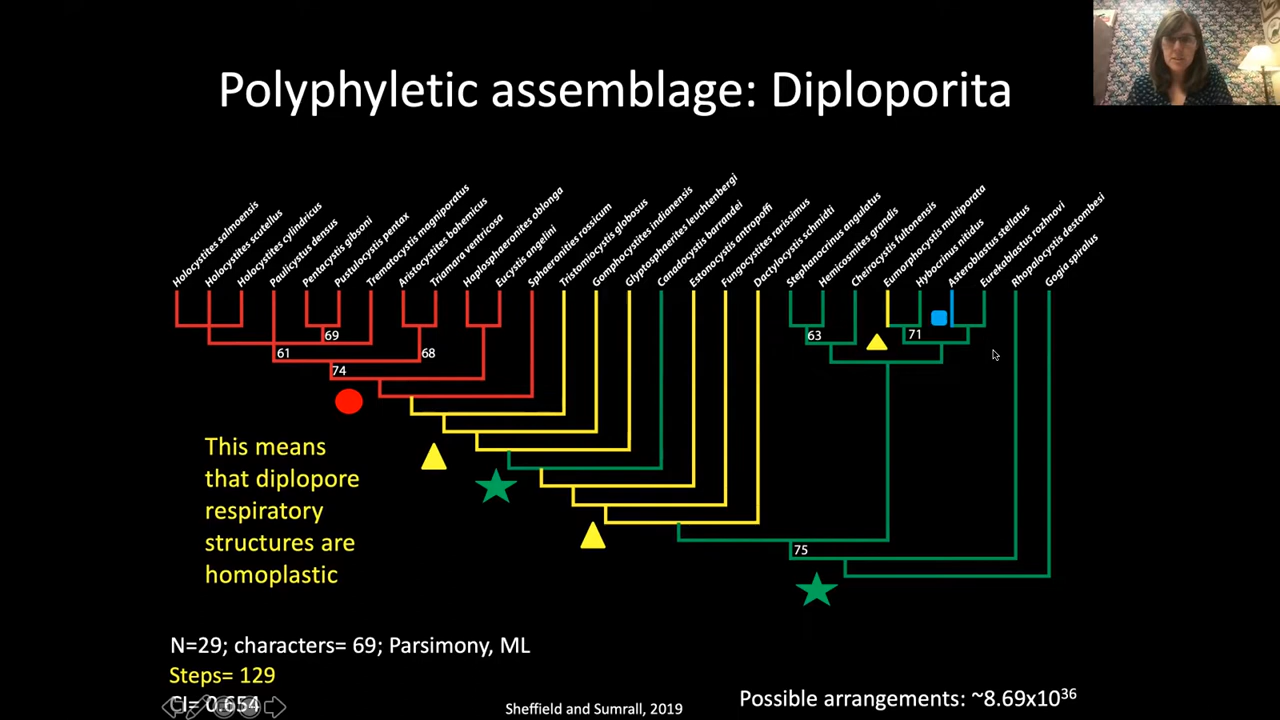 Polyphyletic assemblage: Diploporita
Holocystites salmoensis
Holocystites scutellus
Holocystites cylindricus
Paulicystus densus
Pentacystis gibsoni
Pustulocystis pentax
Trematocystis magniporatus
Aristocystites bohemicus
Triamara ventricosa
Haplosphaeronites oblonga
Eucystis angelini
Sphaeronites rossicum
Tristomiocystis globosus
Gomphocystites indianensis
Glyptosphaerites leuchtenbergi
Canadocystis barrandei
Estonocystis antropoffi
Fungocystites rarissimus
Dactylocystis schmidti
Stephanocrinus angulatus
Hemicosmites grandis
Cheirocystis fultonensis
Eumorphocystis multiporata
Hybocrinus nitidus
Asteroblastus stellatus
Eurekablastus rozhnovi
Rhopalocystis destombesi
Gogia spinalus
69
63
71
61
68
74
This means
that diplopore
respiratory
structures are
homoplastic
75
N=29; characters= 69; Parsimony, ML
Steps= 129
CI= 0.654
Sheffield and Sumrall, 2019
Possible arrangements: ~8.69x10³⁶